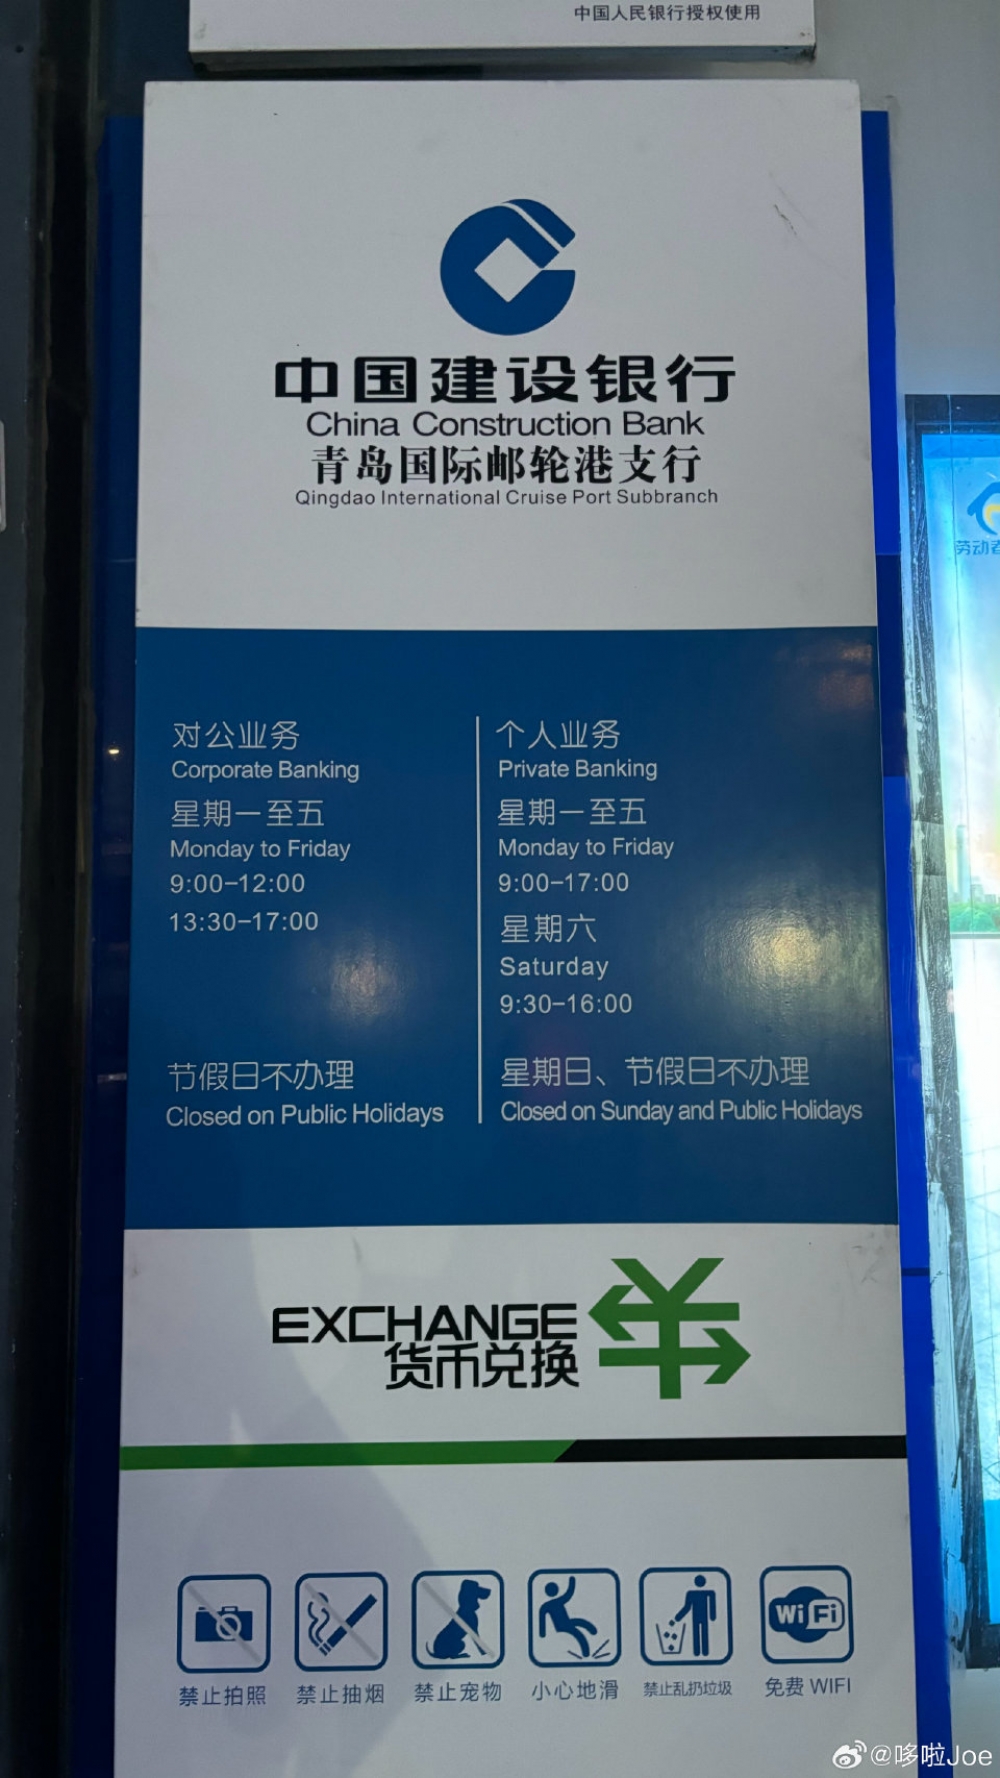 中国人民银行授权使用
中国建设银行
China Construction Bank
青岛国际邮轮港支行
Qingdao International Cruise Port Subbranch
对公业务
Corporate Banking
星期一至五
Monday to Friday
9:00-12:00
13:30-17:00
节假日不办理
Closed on Public Holidays
个人业务
Private Banking
星期一至五
Monday to Friday
9:00-17:00
星期六
Saturday
9:30-16:00
星期日、节假日不办理
Closed on Sunday and Public Holidays
EXCHANGE
货币兑换
WiFi
禁止拍照 禁止抽烟 禁止宠物 小心地滑 禁止乱扔垃圾 免费 WIFI
劳动者
@哆啦Joe